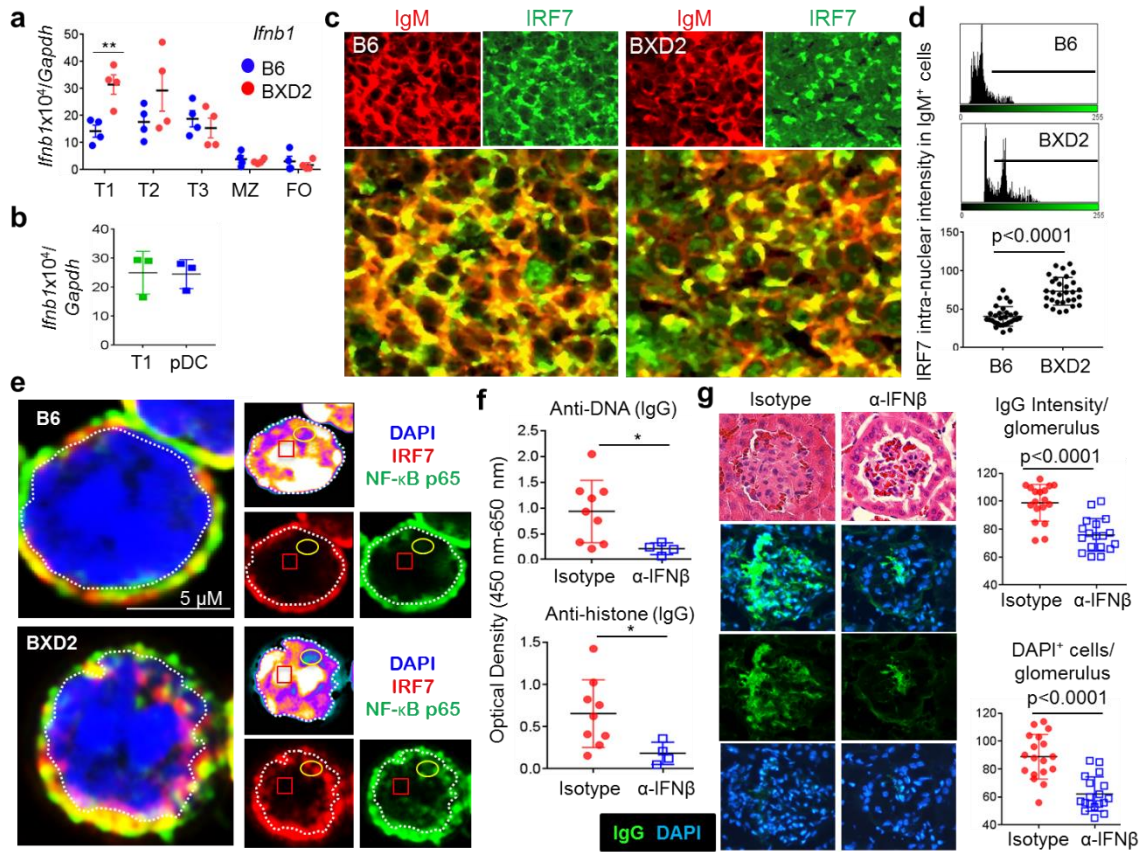 a
Ifnb1x10⁴/Gapdh
50
40
30
20
10
0
**
Ifnb1
B6
BXD2
T1 T2 T3 MZ FO
b
Ifnb1x10⁴/
Gapdh
40
30
20
10
0
T1 pDC
c
IgM IRF7 IgM IRF7
B6 BXD2
d
IRF7 intra-nuclear intensity in IgM⁺ cells
B6
0 255
BXD2
0 255
p<0.0001
150
100
50
0
B6 BXD2
e
B6
5 µM
DAPI
IRF7
NF-κB p65
BXD2
DAPI
IRF7
NF-κB p65
f
Optical Density (450 nm-650 nm)
Anti-DNA (IgG)
*
2.5
2.0
1.5
1.0
0.5
0.0
Isotype α-IFNβ
Anti-histone (IgG)
*
1.5
1.0
0.5
0.0
Isotype α-IFNβ
g
Isotype α-IFNβ
IgG DAPI
IgG Intensity/
glomerulus
p<0.0001
120
100
80
60
40
Isotype α-IFNβ
DAPI⁺ cells/
glomerulus
p<0.0001
120
100
80
60
40
Isotype α-IFNβ